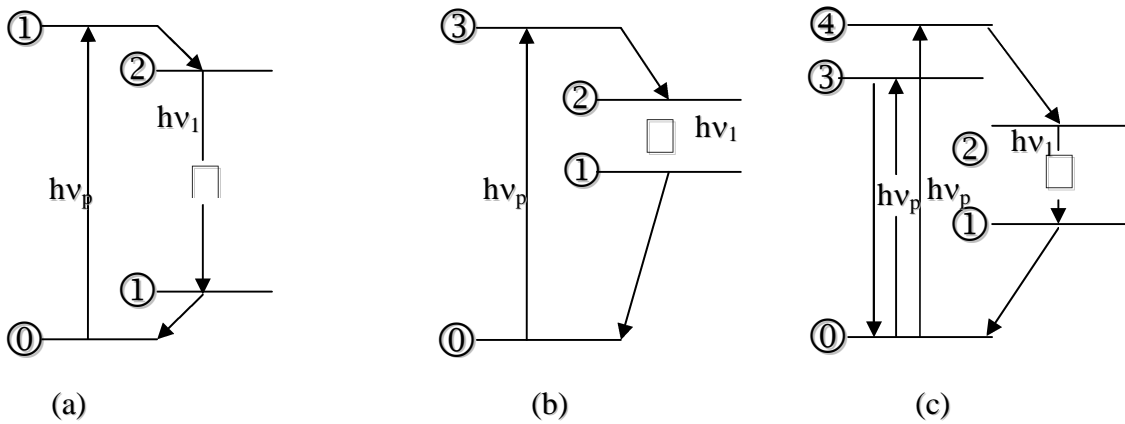 ① ② hνp hν1 ① ⓪
③ ② ① hνp hν1 ⓪
④ ③ ② ① hνp hνp hν1 ⓪
(a) (b) (c)